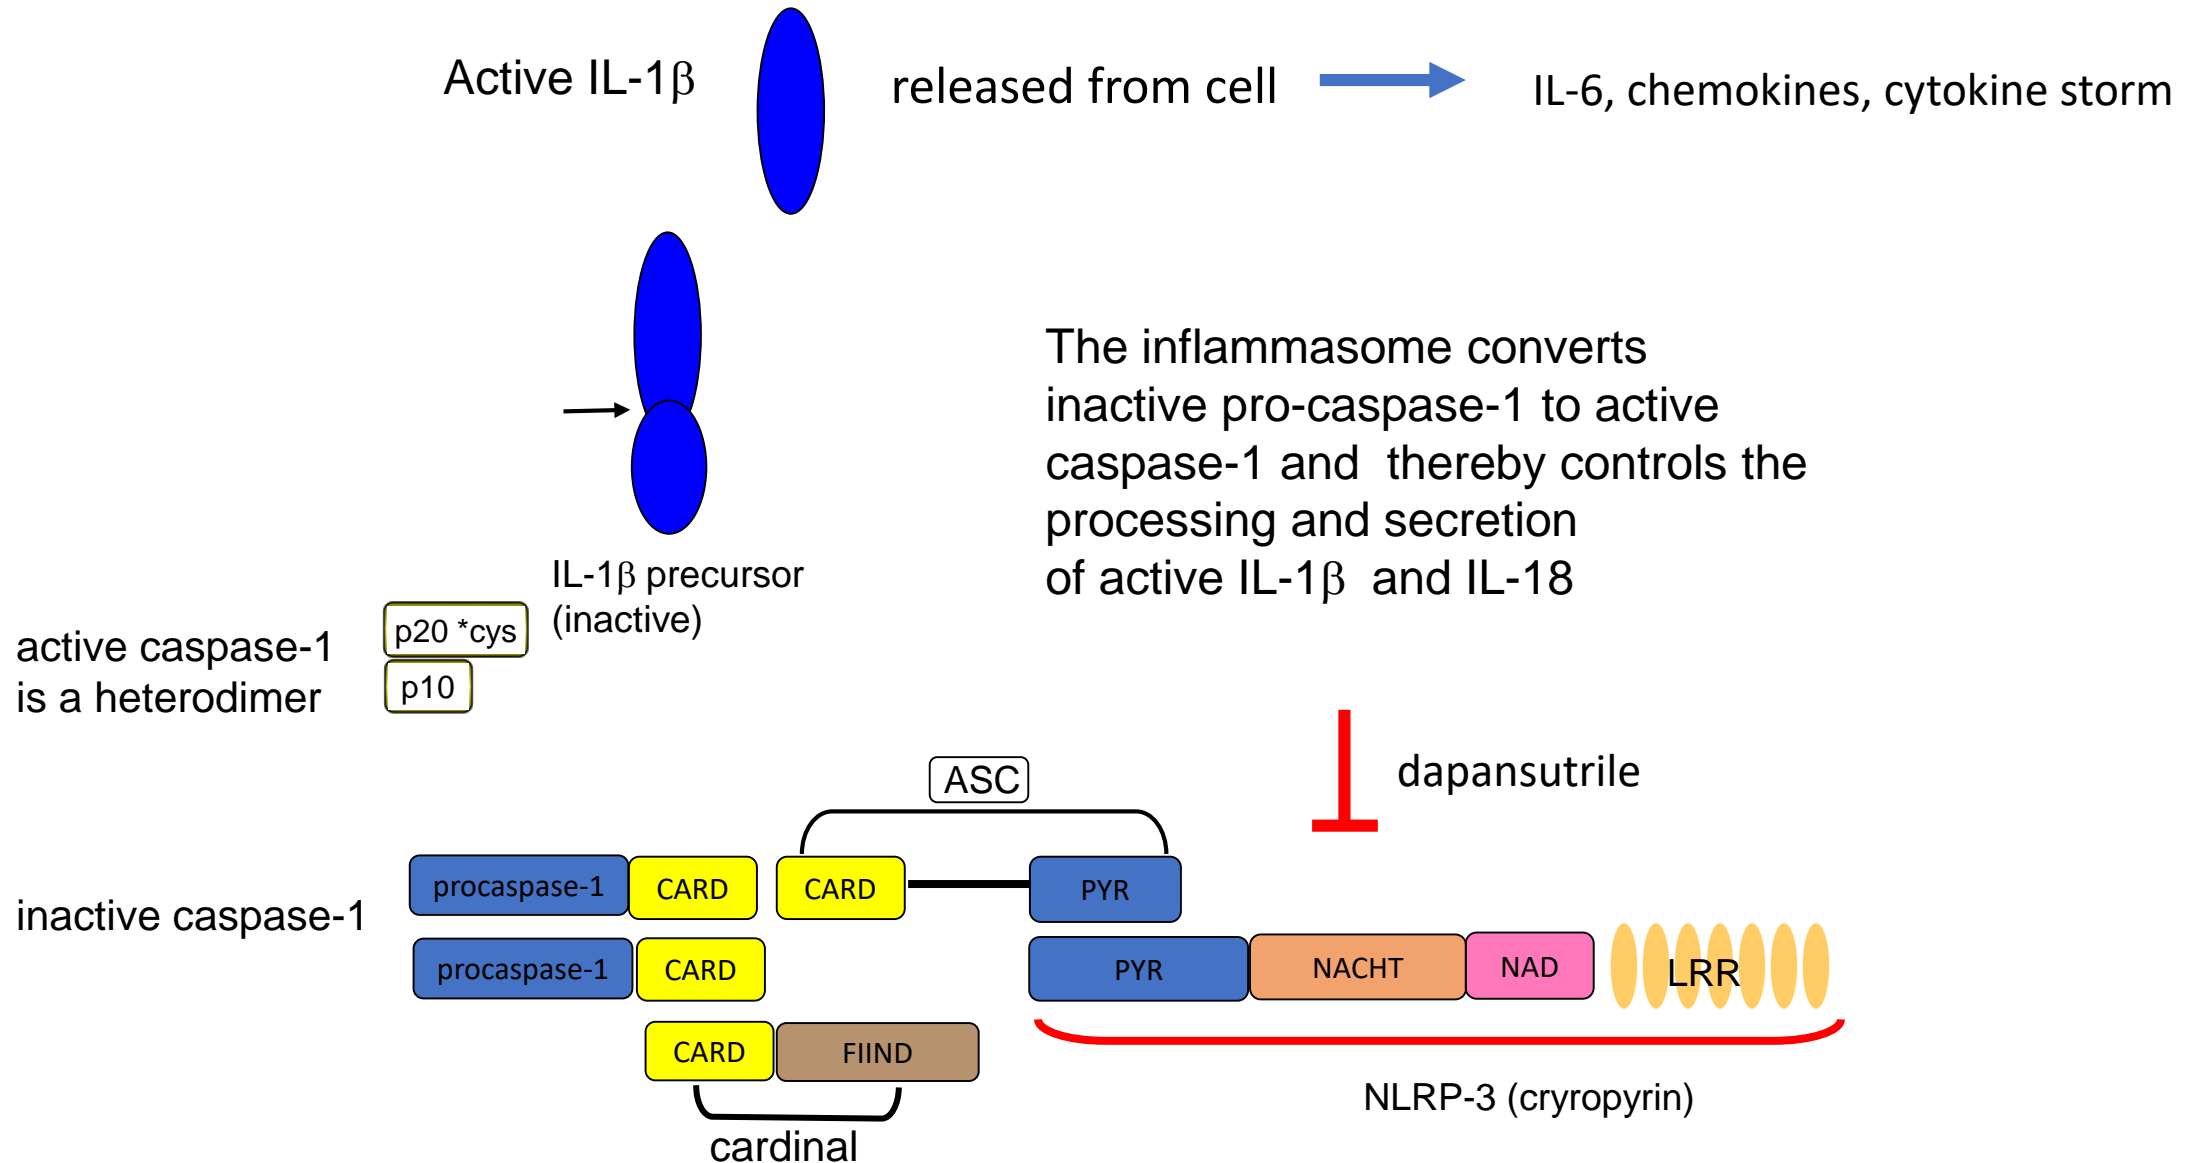 Active IL-1β
released from cell
IL-6, chemokines, cytokine storm
The inflammasome converts
inactive pro-caspase-1 to active
caspase-1 and  thereby controls the
processing and secretion
of active IL-1β  and IL-18
IL-1β precursor
(inactive)
active caspase-1
is a heterodimer
p20 *cys
p10
dapansutrile
ASC
inactive caspase-1
procaspase-1
CARD
CARD
PYR
procaspase-1
CARD
PYR
NACHT
NAD
LRR
CARD
FIIND
cardinal
NLRP-3 (cryropyrin)